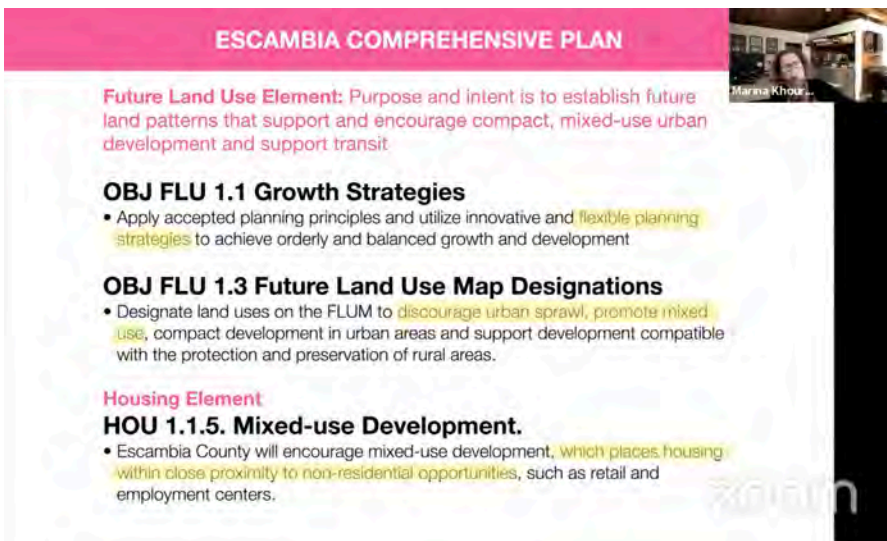 ESCAMBIA COMPREHENSIVE PLAN
Marina Khour...
Future Land Use Element: Purpose and intent is to establish future
land patterns that support and encourage compact, mixed-use urban
development and support transit
OBJ FLU 1.1 Growth Strategies
• Apply accepted planning principles and utilize innovative and flexible planning
strategies to achieve orderly and balanced growth and development
OBJ FLU 1.3 Future Land Use Map Designations
• Designate land uses on the FLUM to discourage urban sprawl, promote mixed
use, compact development in urban areas and support development compatible
with the protection and preservation of rural areas.
Housing Element
HOU 1.1.5. Mixed-use Development.
• Escambia County will encourage mixed-use development, which places housing
within close proximity to non-residential opportunities, such as retail and
employment centers.
zoom